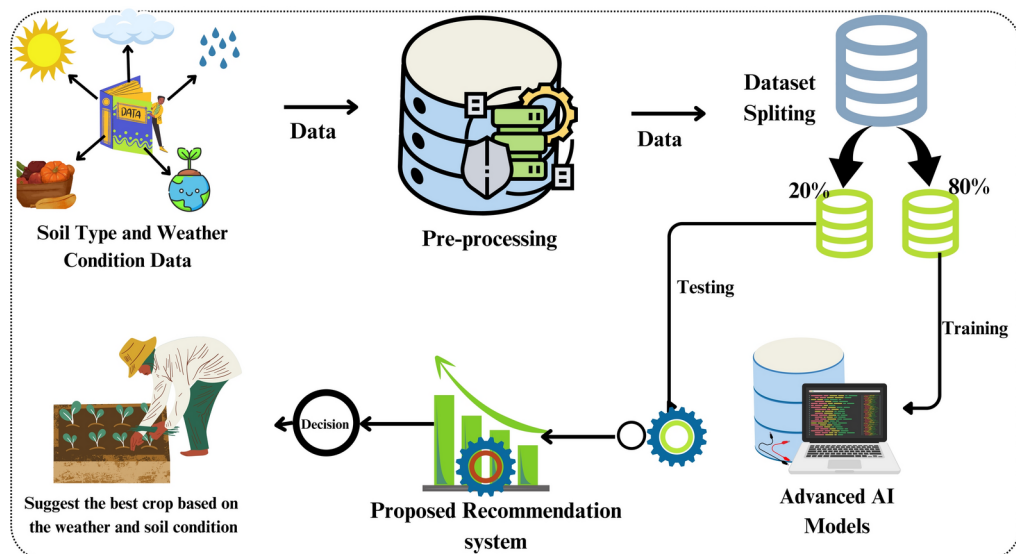 DATA
Soil Type and Weather
Condition Data
Data
Pre-processing
Data
Dataset
Spliting
20%
80%
Testing
Training
Advanced AI
Models
Proposed Recommendation
system
Decision
Suggest the best crop based on
the weather and soil condition